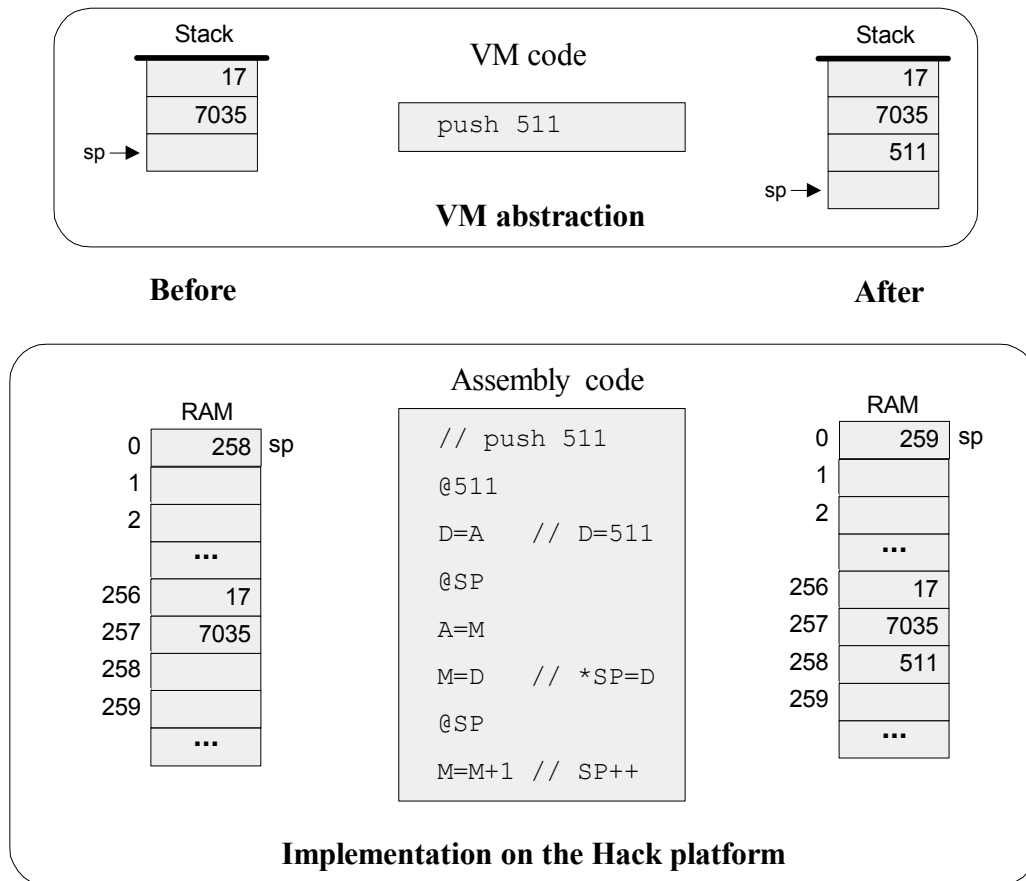 Stack
17
7035
sp
VM code
push 511
VM abstraction
Stack
17
7035
511
sp
Before
After
RAM
0 258 sp
1
2
...
256 17
257 7035
258
259
...
Assembly code
// push 511
@511
D=A // D=511
@SP
A=M
M=D // *SP=D
@SP
M=M+1 // SP++
RAM
0 259 sp
1
2
...
256 17
257 7035
258 511
259
...
Implementation on the Hack platform